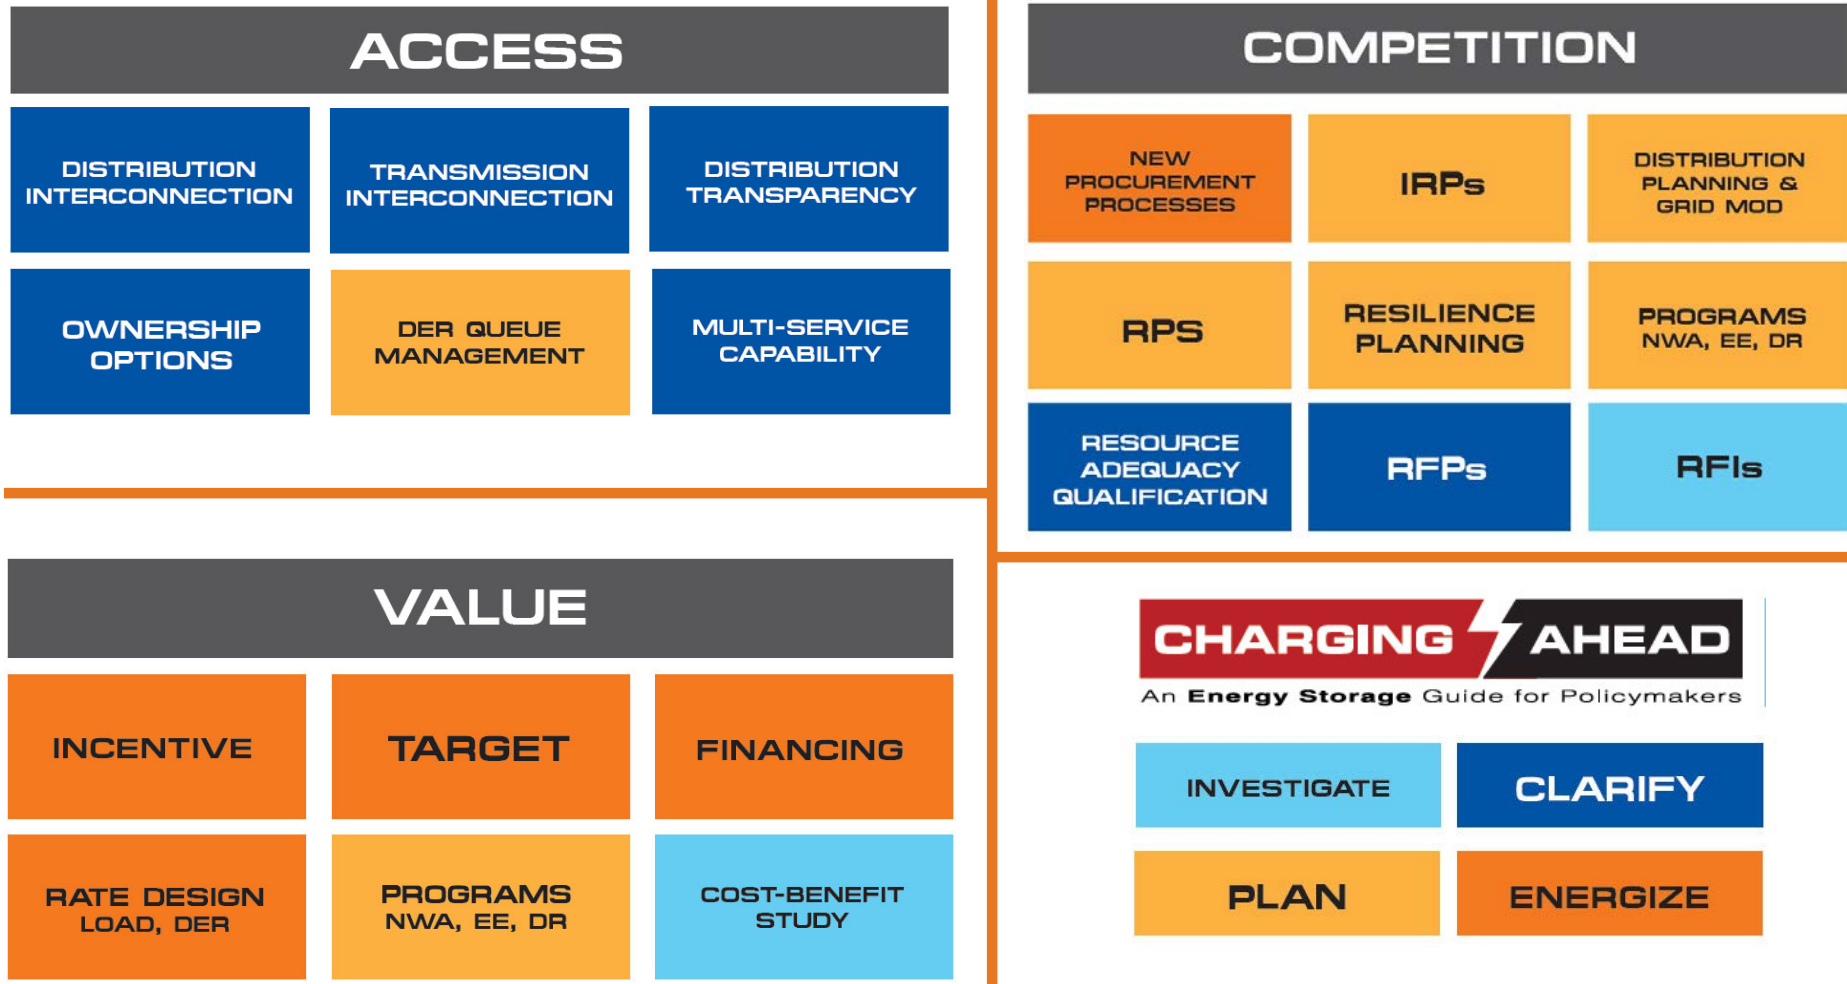 ACCESS
DISTRIBUTION
INTERCONNECTION
TRANSMISSION
INTERCONNECTION
DISTRIBUTION
TRANSPARENCY
OWNERSHIP
OPTIONS
DER QUEUE
MANAGEMENT
MULTI-SERVICE
CAPABILITY
COMPETITION
NEW
PROCUREMENT
PROCESSES
IRPs
DISTRIBUTION
PLANNING &
GRID MOD
RPS
RESILIENCE
PLANNING
PROGRAMS
NWA, EE, DR
RESOURCE
ADEQUACY
QUALIFICATION
RFPs
RFIs
VALUE
INCENTIVE
TARGET
FINANCING
RATE DESIGN
LOAD, DER
PROGRAMS
NWA, EE, DR
COST-BENEFIT
STUDY
CHARGING AHEAD
An Energy Storage Guide for Policymakers
INVESTIGATE
CLARIFY
PLAN
ENERGIZE